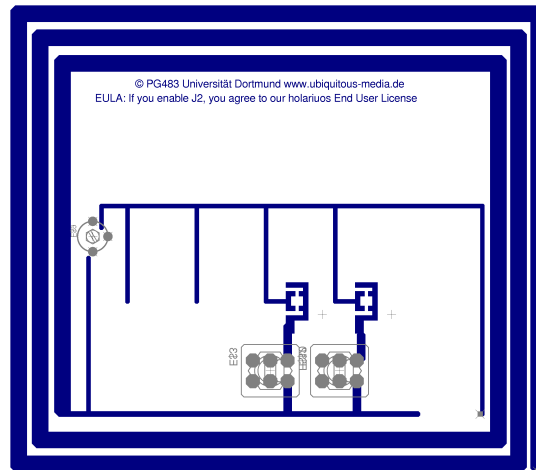 © PG483 Universität Dortmund www.ubiquitous-media.de
EULA: If you enable J2, you agree to our holariuos End User License